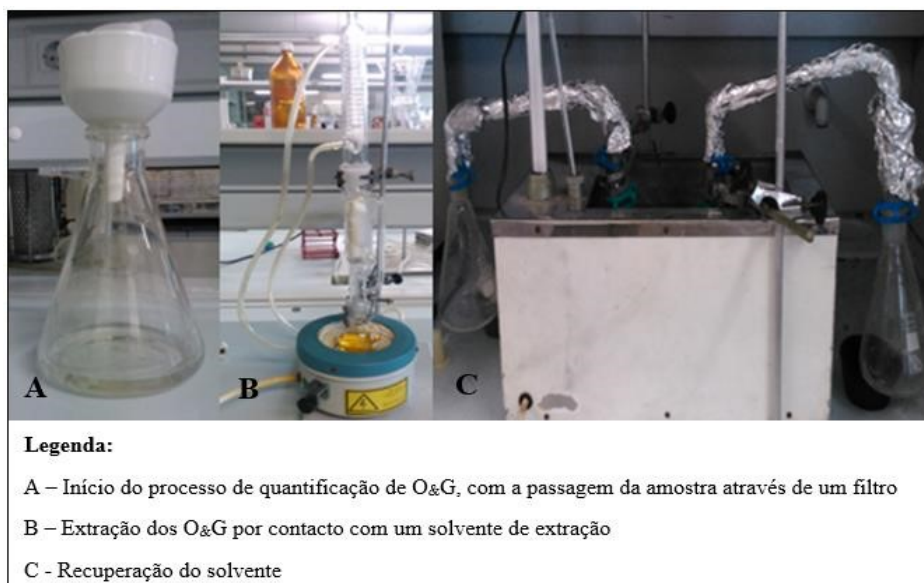 A
B
C
Legenda:
A – Início do processo de quantificação de O&G, com a passagem da amostra através de um filtro
B – Extração dos O&G por contacto com um solvente de extração
C - Recuperação do solvente